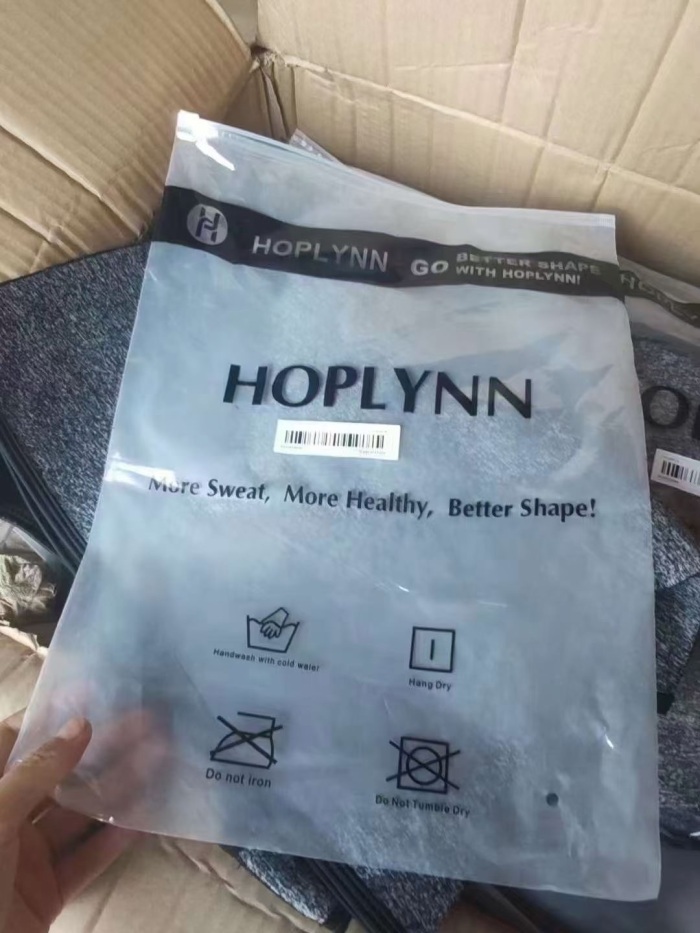 HOPLYNN GO BETTER SHAPE
WITH HOPLYNN!
HOPLYNN
More Sweat, More Healthy, Better Shape!
Handwash with cold water
Hang Dry
Do not iron
Do Not Tumble Dry